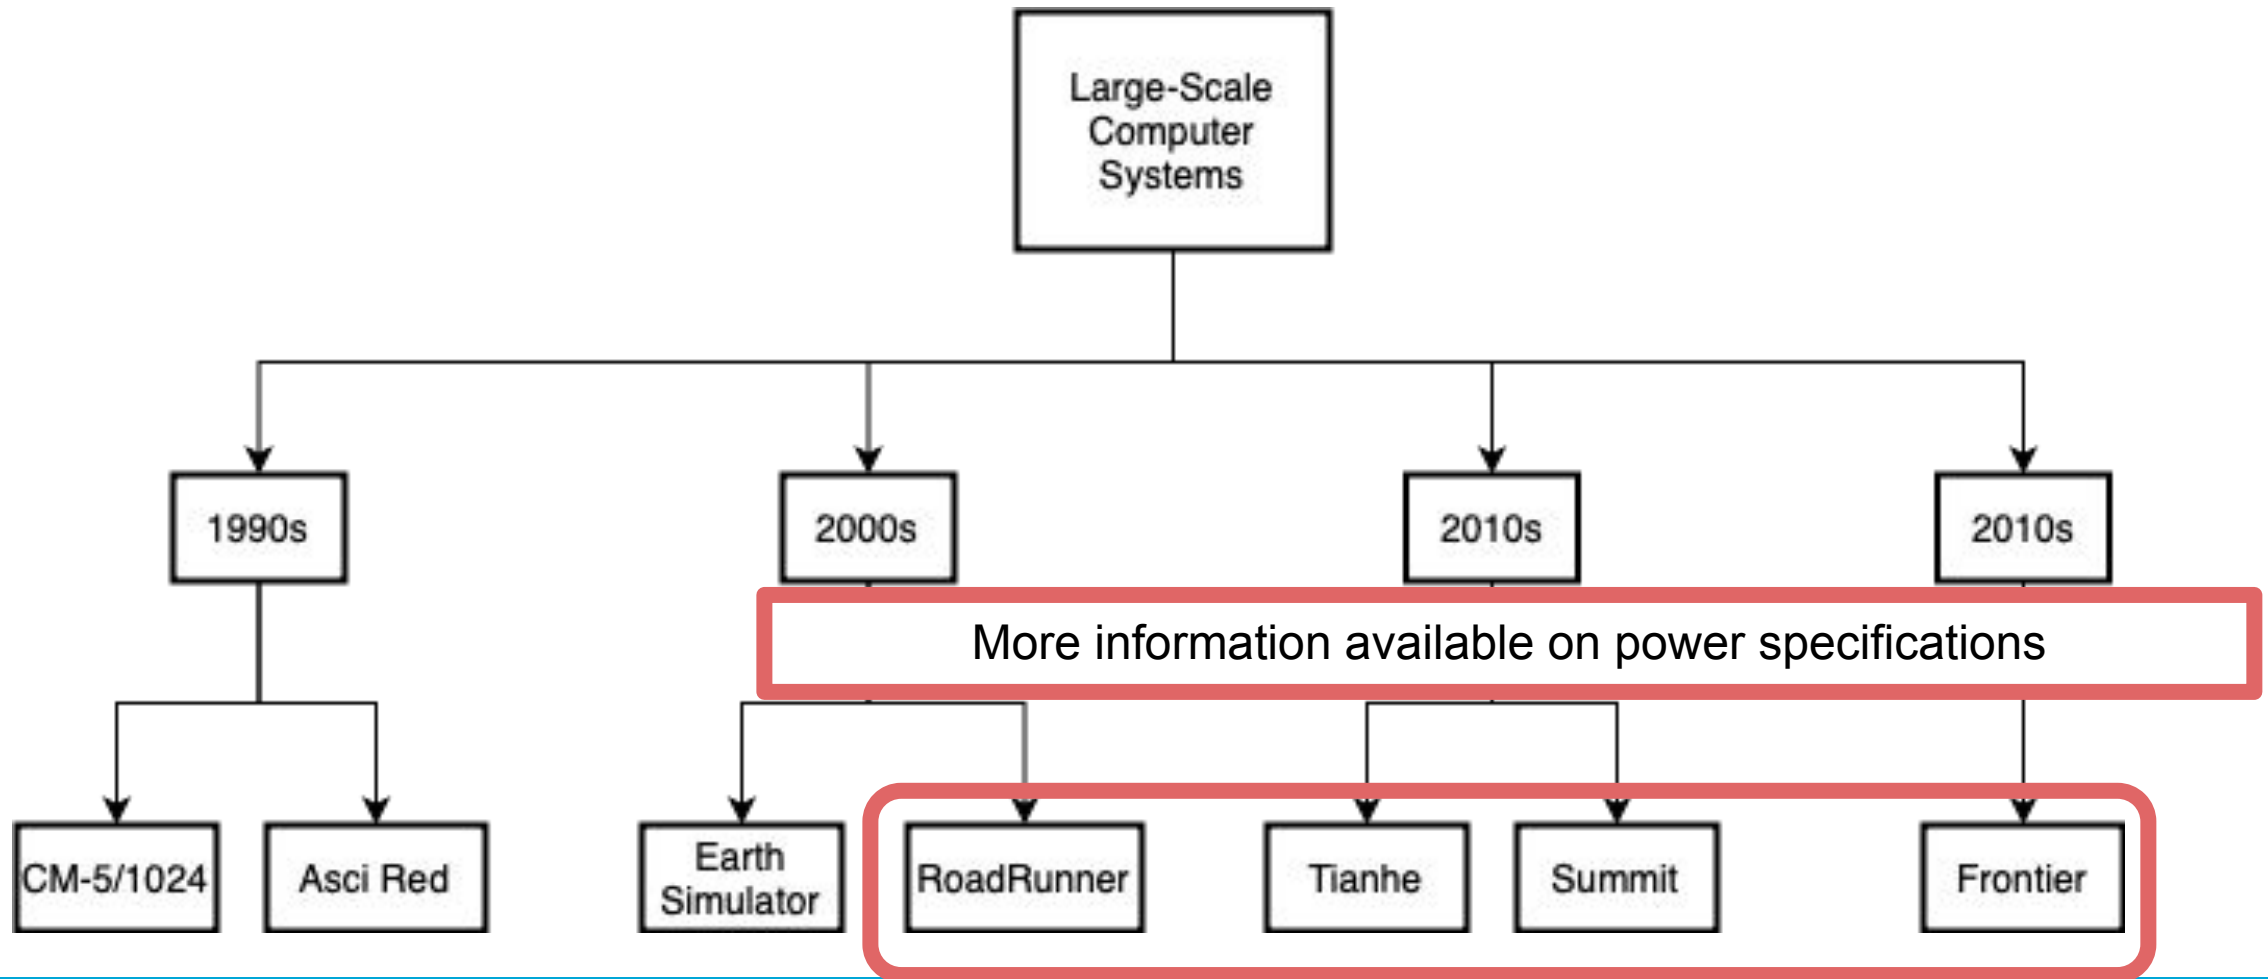 Large-Scale
Computer
Systems
1990s
2000s
2010s
2010s
More information available on power specifications
CM-5/1024
Asci Red
Earth
Simulator
RoadRunner
Tianhe
Summit
Frontier